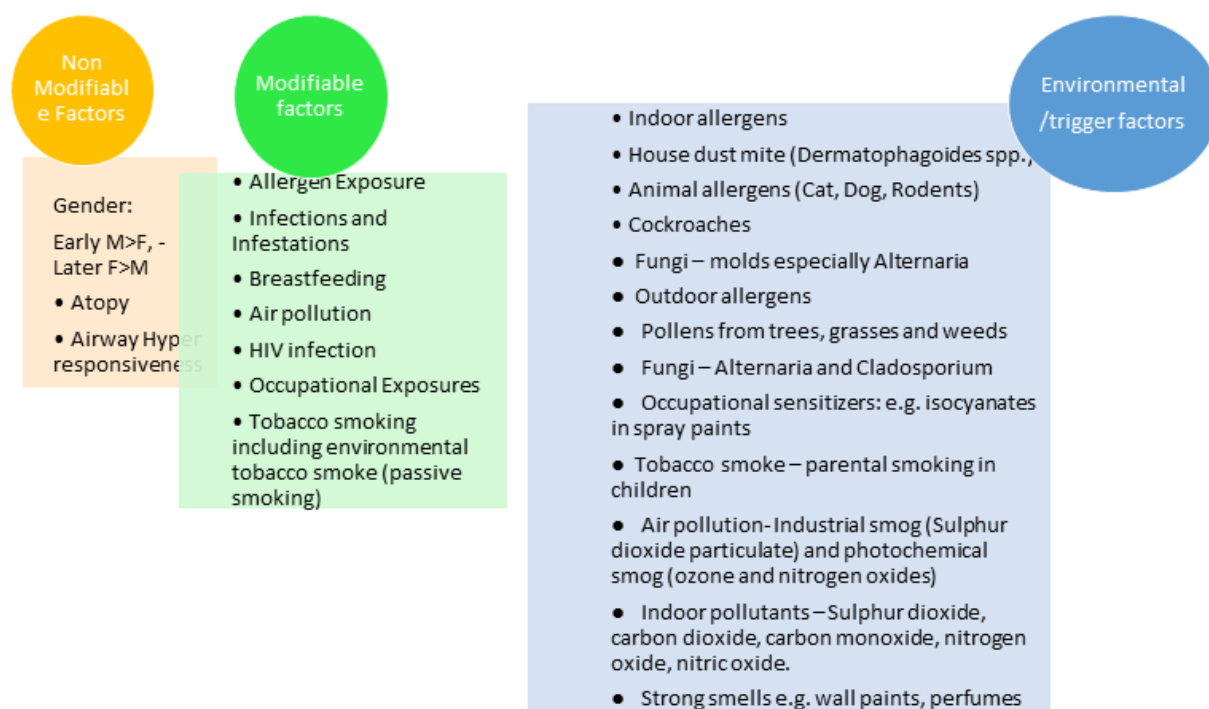 Non
Modifiabl
e Factors
Gender:
Early M>F, -
Later F>M
• Atopy
• Airway Hyper
responsiveness
Modifiable
factors
• Allergen Exposure
• Infections and
Infestations
• Breastfeeding
• Air pollution
• HIV infection
• Occupational Exposures
• Tobacco smoking
including environmental
tobacco smoke (passive
smoking)
Environmental
/trigger factors
• Indoor allergens
• House dust mite (Dermatophagoides spp.)
• Animal allergens (Cat, Dog, Rodents)
• Cockroaches
● Fungi – molds especially Alternaria
● Outdoor allergens
● Pollens from trees, grasses and weeds
● Fungi – Alternaria and Cladosporium
● Occupational sensitizers: e.g. isocyanates
in spray paints
● Tobacco smoke – parental smoking in
children
● Air pollution- Industrial smog (Sulphur
dioxide particulate) and photochemical
smog (ozone and nitrogen oxides)
● Indoor pollutants – Sulphur dioxide,
carbon dioxide, carbon monoxide, nitrogen
oxide, nitric oxide.
● Strong smells e.g. wall paints, perfumes